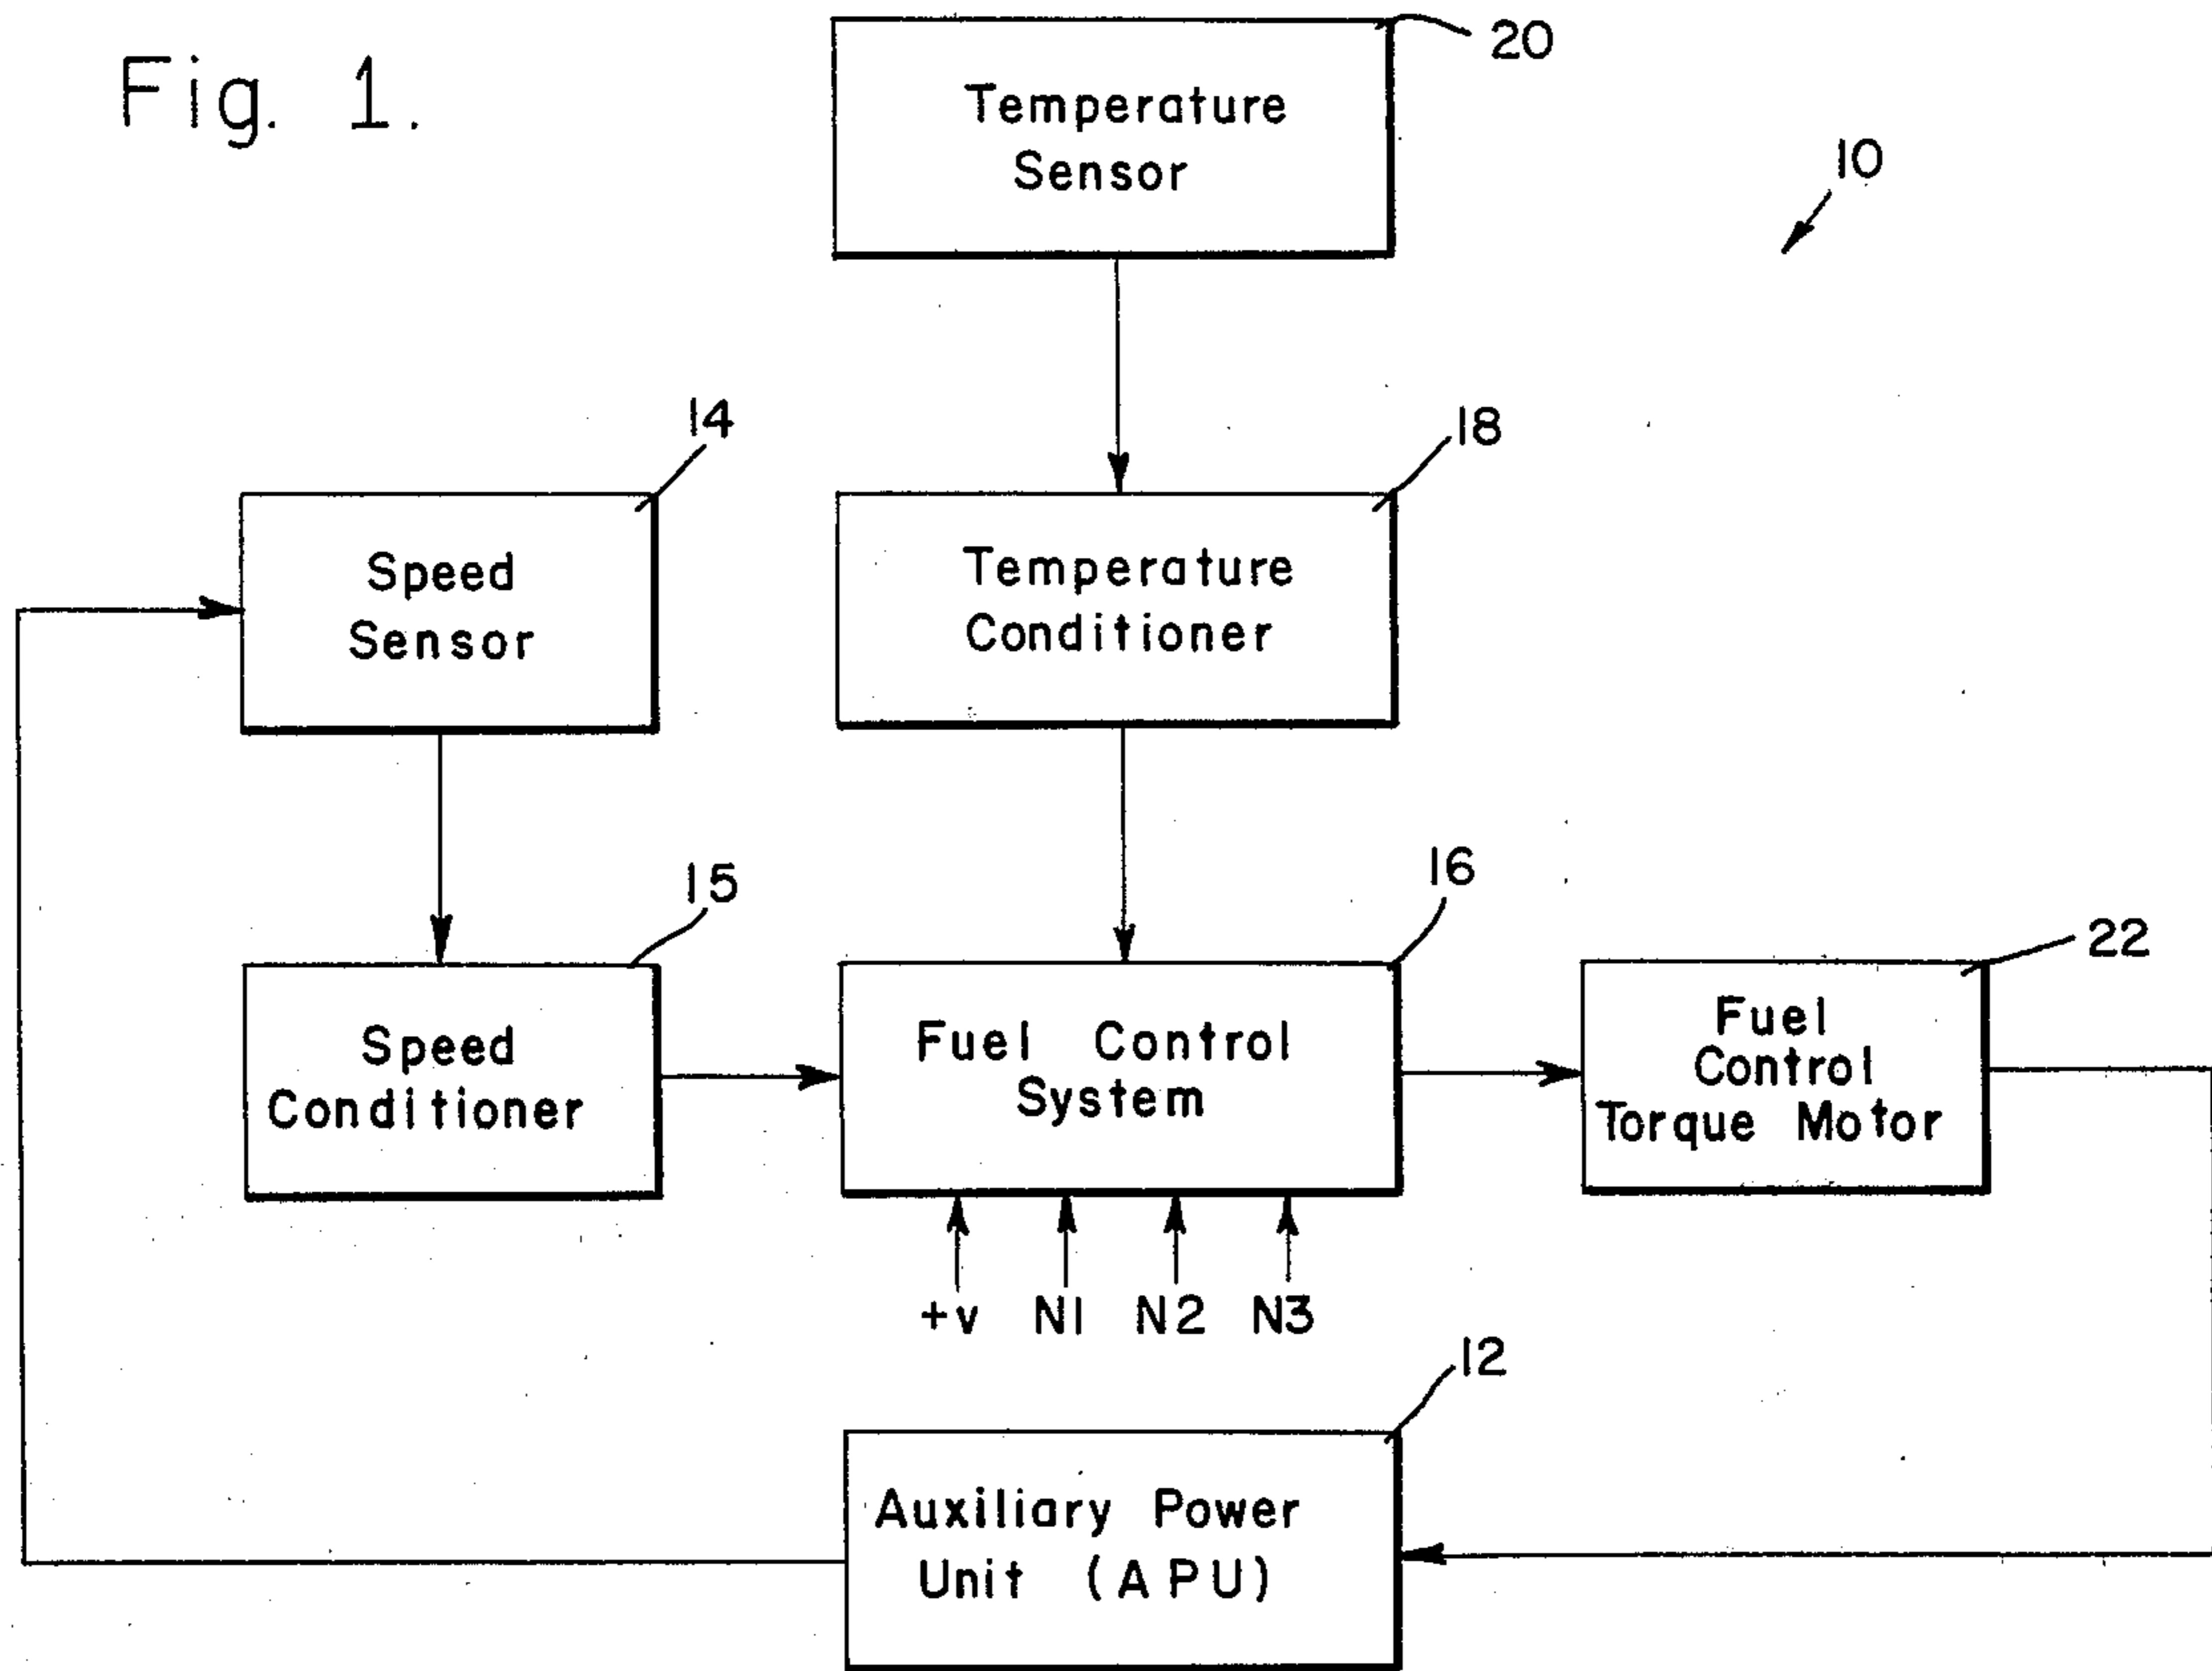 Fig. 1.
20
Temperature
Sensor
10
14
18
Speed
Sensor
Temperature
Conditioner
15
16
22
Speed
Conditioner
Fuel Control
System
Fuel
Control
Torque Motor
+v N1 N2 N3
12
Auxiliary Power
Unit (APU)